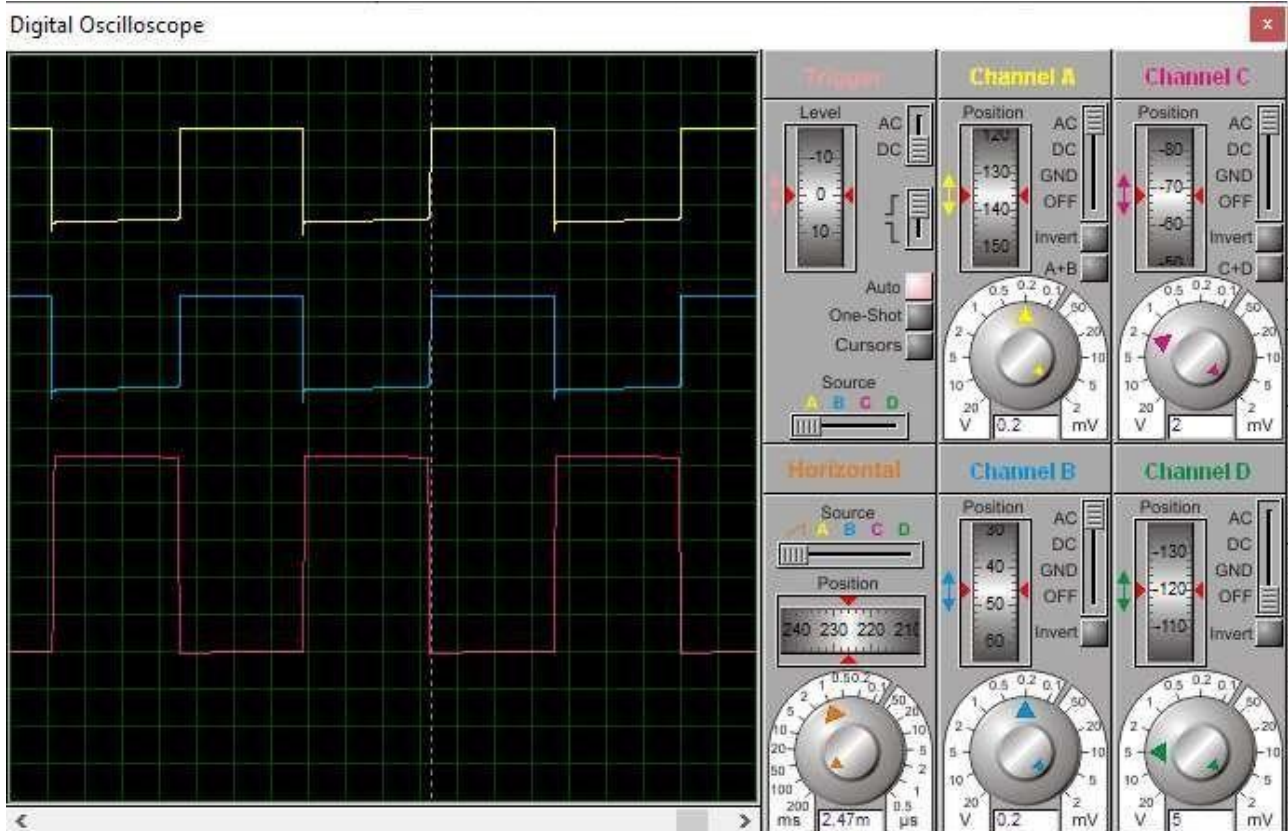 Digital Oscilloscope
x
Trigger
Level
AC
DC
-10
0
10
Auto
One-Shot
Cursors
Source
A B C D
Channel A
Position
120
-130
-140
-150
AC
DC
GND
OFF
Invert
A+B
20 10 5 2 1 0.5 0.2 0.1 50 20 10 5 2
V
0.2
mV
Channel C
Position
-80
-70
-60
-50
AC
DC
GND
OFF
Invert
C+D
20 10 5 2 1 0.5 0.2 0.1 50 20 10 5 2
V
2
mV
Horizontal
Source
A B C D
Position
240 230 220 210
200 100 50 20 10 5 2 1 0.5 0.2 0.1 50 20 10 5 2 1 0.5
ms
2.47m
µs
Channel B
Position
30
40
50
60
AC
DC
GND
OFF
Invert
20 10 5 2 1 0.5 0.2 0.1 50 20 10 5 2
V
0.2
mV
Channel D
Position
-130
-120
-110
AC
DC
GND
OFF
Invert
20 10 5 2 1 0.5 0.2 0.1 50 20 10 5 2
V
5
mV